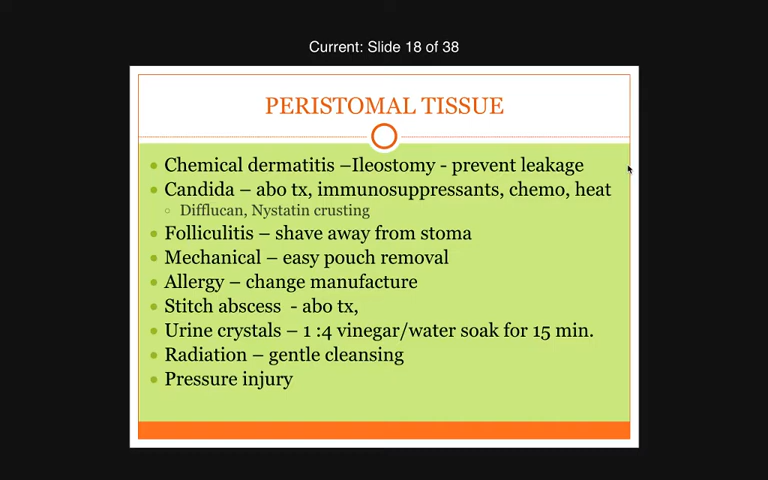 Current: Slide 18 of 38
PERISTOMAL TISSUE
Chemical dermatitis –Ileostomy - prevent leakage
Candida – abo tx, immunosuppressants, chemo, heat
Difflucan, Nystatin crusting
Folliculitis – shave away from stoma
Mechanical – easy pouch removal
Allergy – change manufacture
Stitch abscess - abo tx,
Urine crystals – 1 :4 vinegar/water soak for 15 min.
Radiation – gentle cleansing
Pressure injury